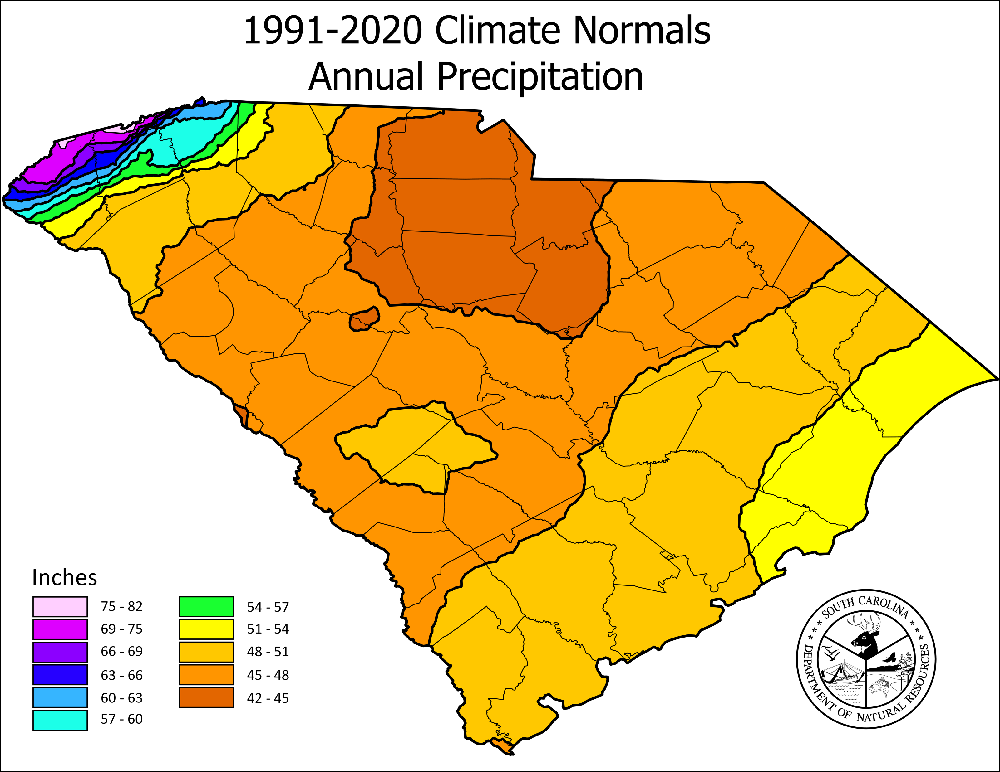 1991-2020 Climate Normals
Annual Precipitation
Inches
75 - 82
69 - 75
66 - 69
63 - 66
60 - 63
57 - 60
54 - 57
51 - 54
48 - 51
45 - 48
42 - 45
SOUTH CAROLINA
DEPARTMENT OF NATURAL RESOURCES